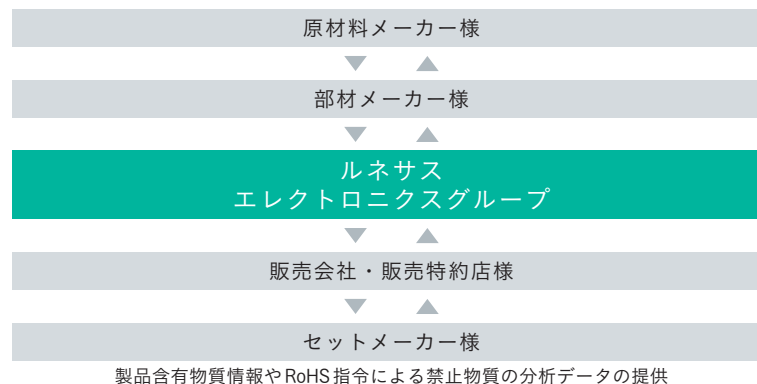 原材料メーカー様
部材メーカー様
ルネサス
エレクトロニクスグループ
販売会社・販売特約店様
セットメーカー様
製品含有物質情報やRoHS指令による禁止物質の分析データの提供